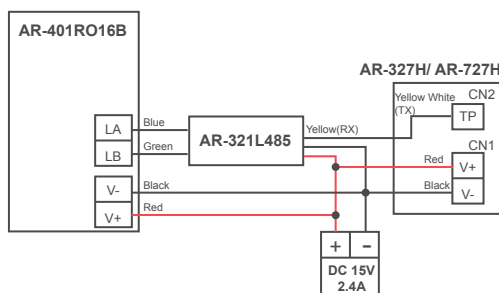 AR-401RO16B
AR-327H/ AR-727H
Yellow White
(TX)
CN2
TP
LA
Blue
AR-321L485
Yellow(RX)
LB
Green
CN1
Red
V+
V-
Black
Black
V-
V+
Red
+
−
DC 15V
2.4A